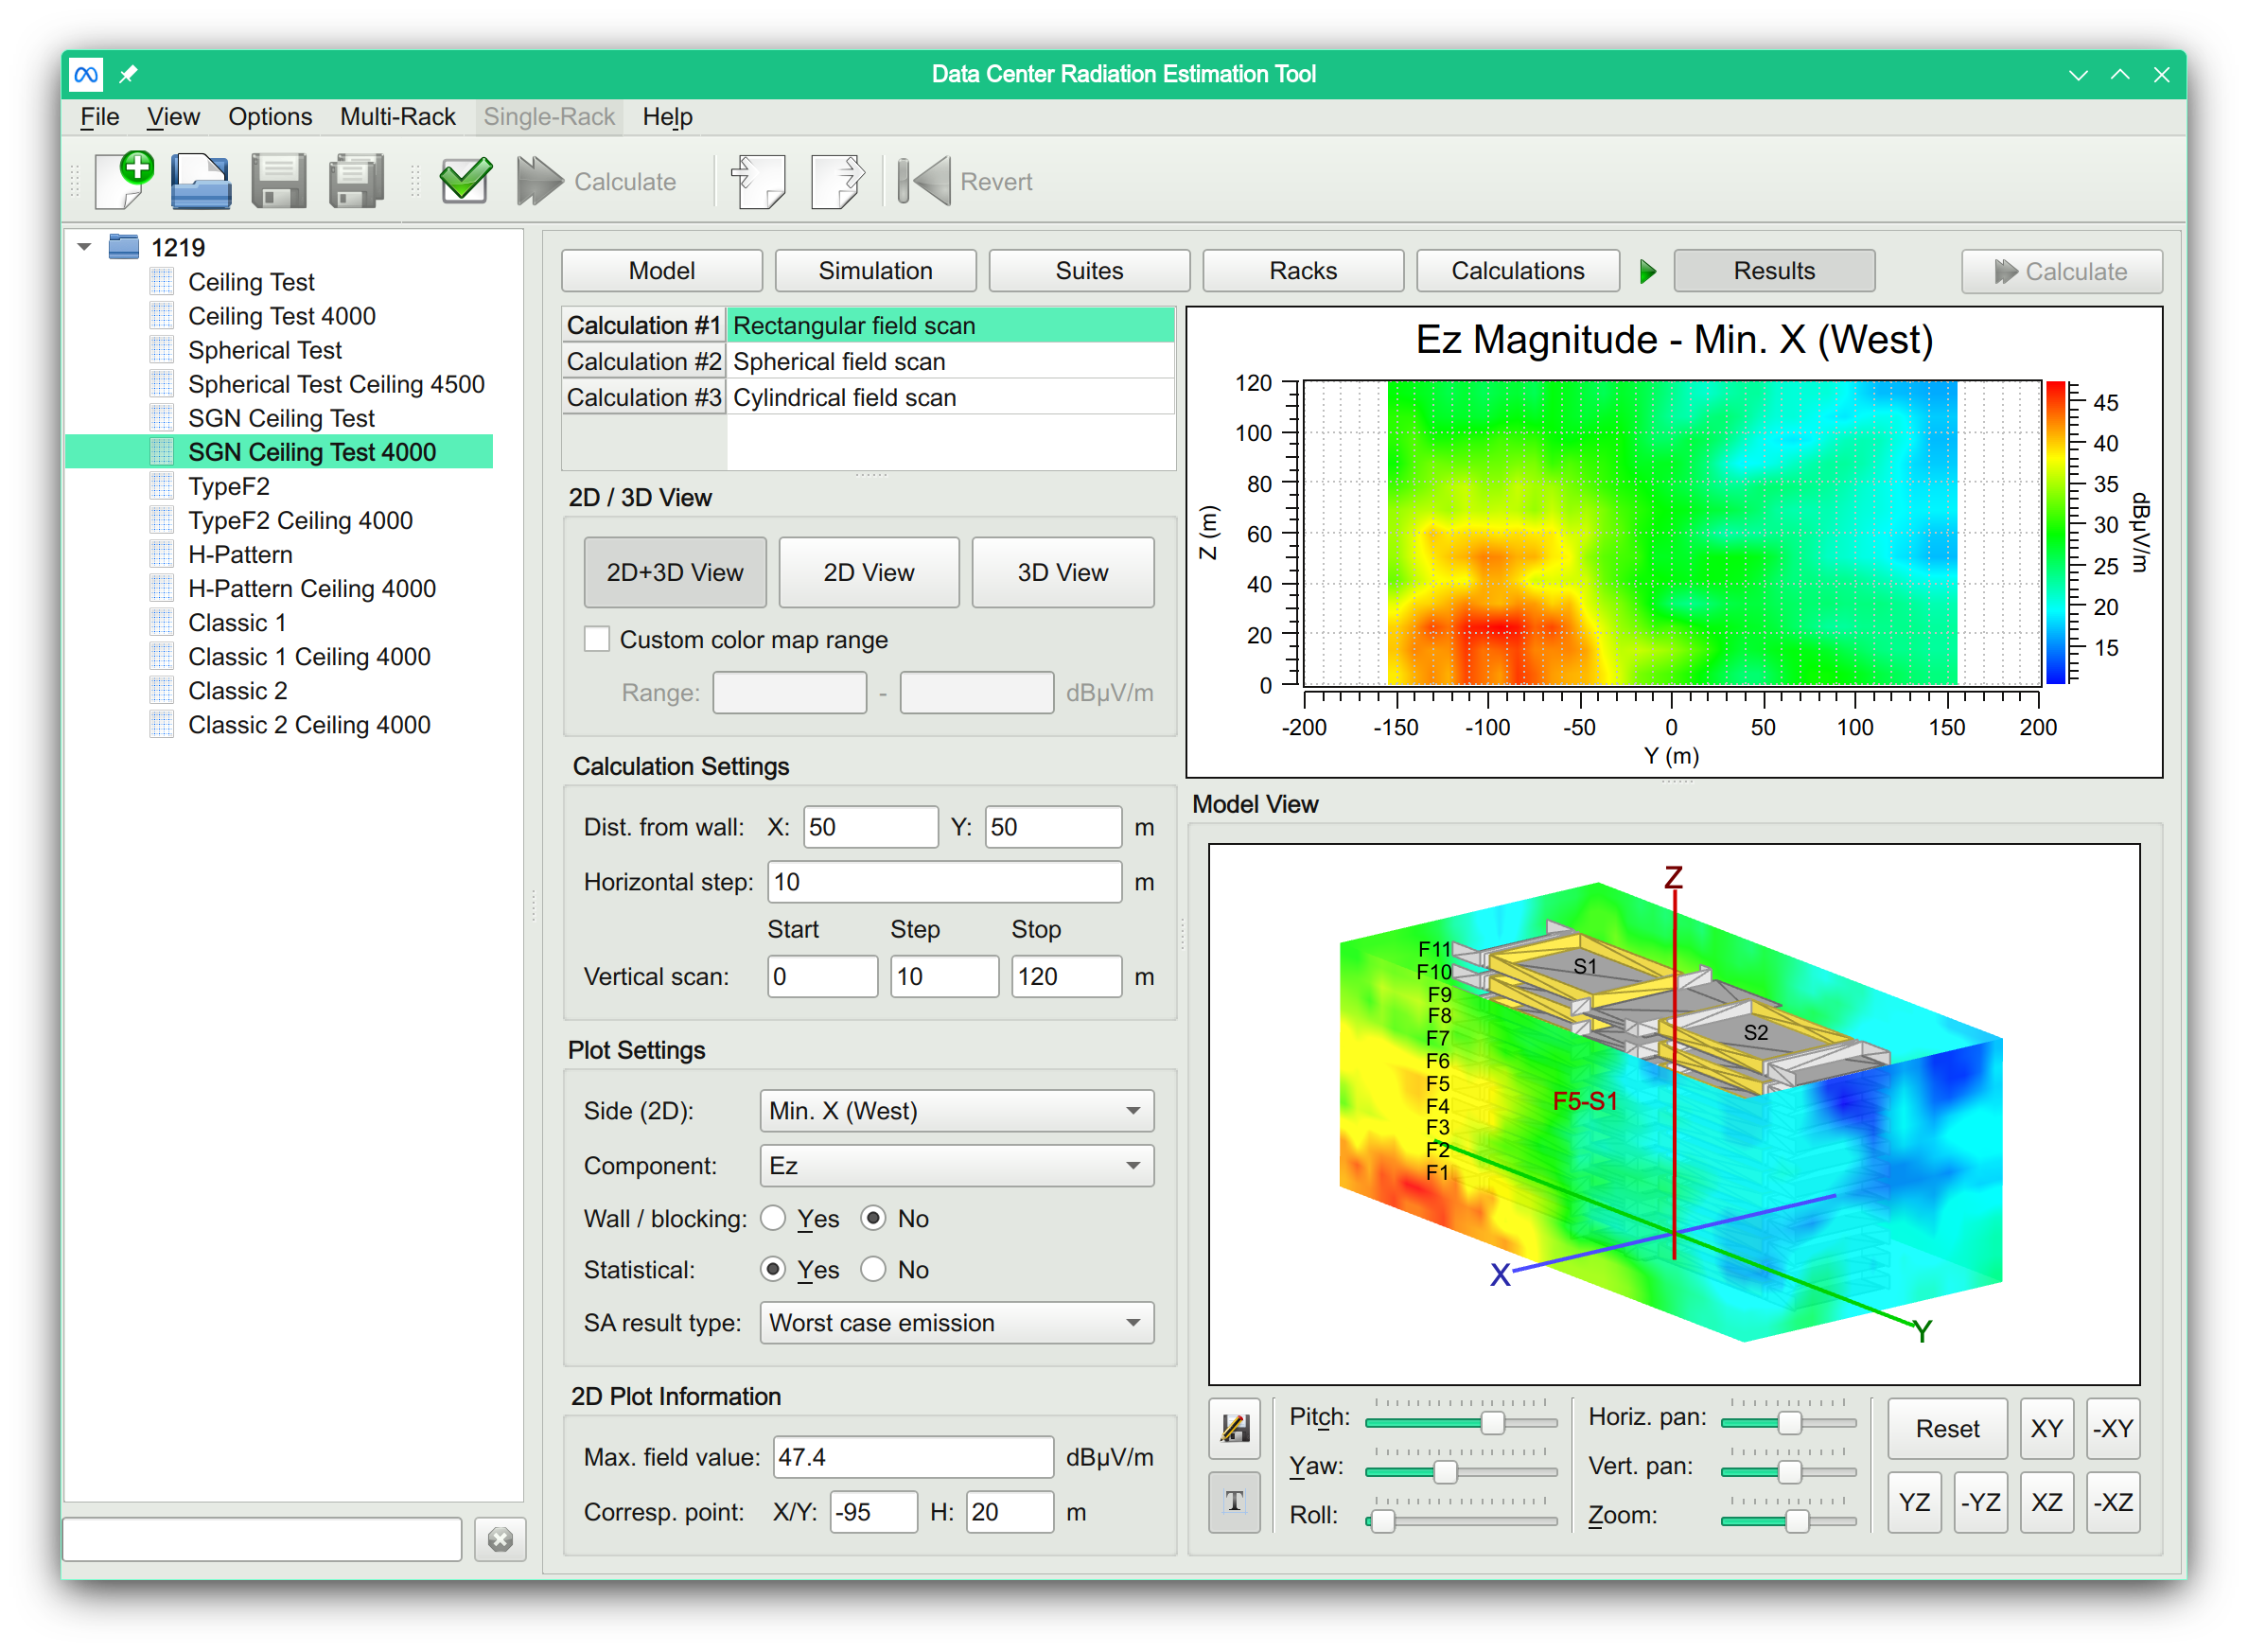 Data Center Radiation Estimation Tool
File View Options Multi-Rack Single-Rack Help
Calculate Revert
1219
Ceiling Test
Ceiling Test 4000
Spherical Test
Spherical Test Ceiling 4500
SGN Ceiling Test
SGN Ceiling Test 4000
TypeF2
TypeF2 Ceiling 4000
H-Pattern
H-Pattern Ceiling 4000
Classic 1
Classic 1 Ceiling 4000
Classic 2
Classic 2 Ceiling 4000
Model Simulation Suites Racks Calculations Results Calculate
Calculation #1 Rectangular field scan
Calculation #2 Spherical field scan
Calculation #3 Cylindrical field scan
2D / 3D View
2D+3D View 2D View 3D View
Custom color map range
Range: - dBµV/m
Calculation Settings
Dist. from wall: X: 50 Y: 50 m
Horizontal step: 10 m
Start Step Stop
Vertical scan: 0 10 120 m
Plot Settings
Side (2D): Min. X (West)
Component: Ez
Wall / blocking: Yes No
Statistical: Yes No
SA result type: Worst case emission
2D Plot Information
Max. field value: 47.4 dBµV/m
Corresp. point: X/Y: -95 H: 20 m
Ez Magnitude - Min. X (West)
120
100
80
60
40
20
0
Z (m)
-200 -150 -100 -50 0 50 100 150 200
Y (m)
45
40
35
30
25
20
15
dBµV/m
Model View
Z
F11
F10
F9
F8
F7
F6
F5
F4
F3
F2
F1
S1
S2
F5-S1
X
Y
T
Pitch: Horiz. pan: Reset XY -XY
Yaw: Vert. pan:
Roll: Zoom: YZ -YZ XZ -XZ